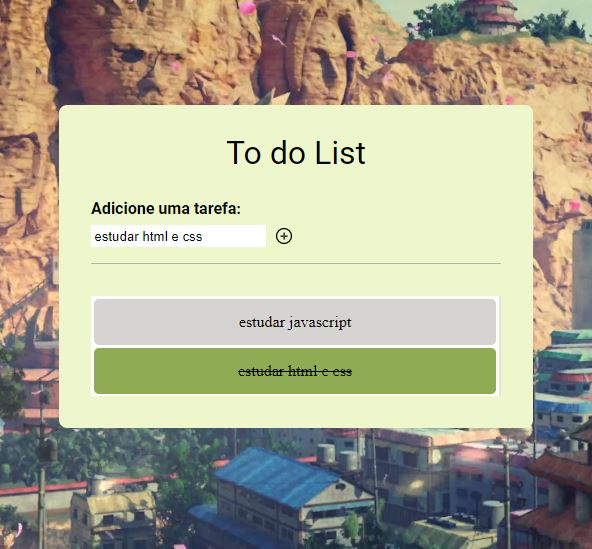 To do List
Adicione uma tarefa:
estudar html e css
estudar javascript
estudar html e css